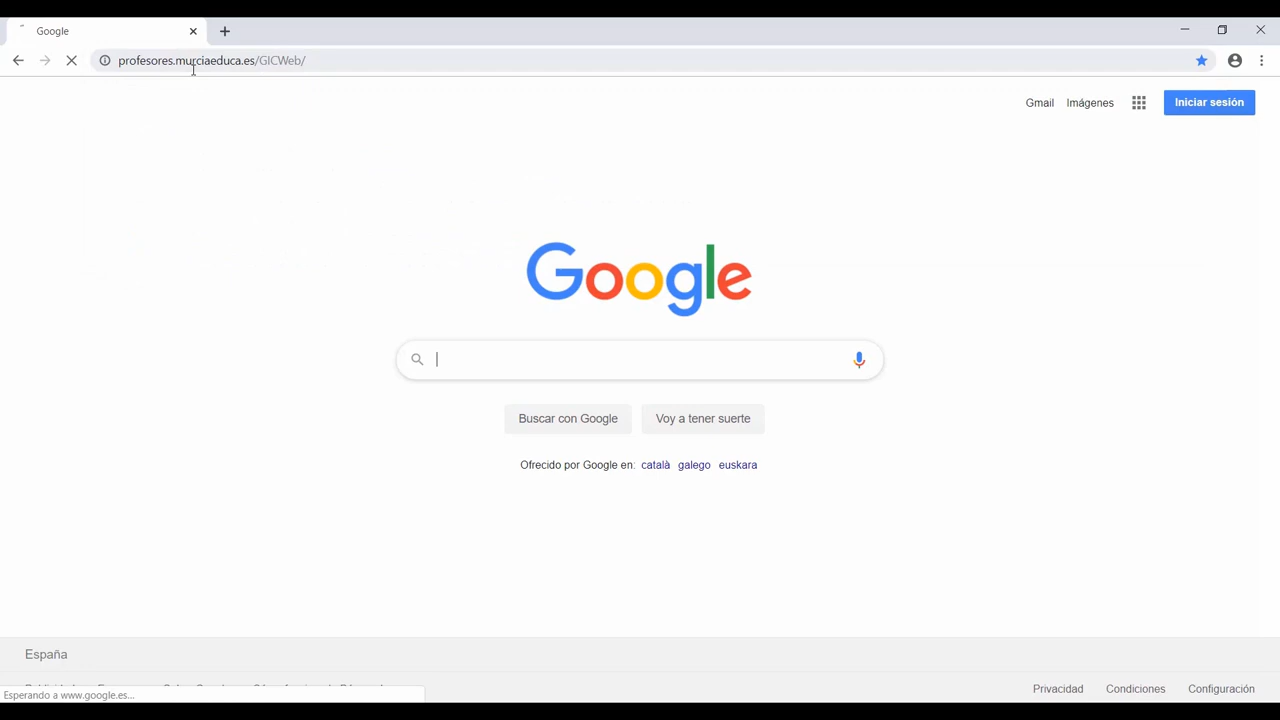 Google
profesores.murciaeduca.es/GICWeb/
Gmail Imágenes Iniciar sesión
Google
Buscar con Google Voy a tener suerte
Ofrecido por Google en: català galego euskara
España
Esperando a www.google.es...
Privacidad Condiciones Configuración